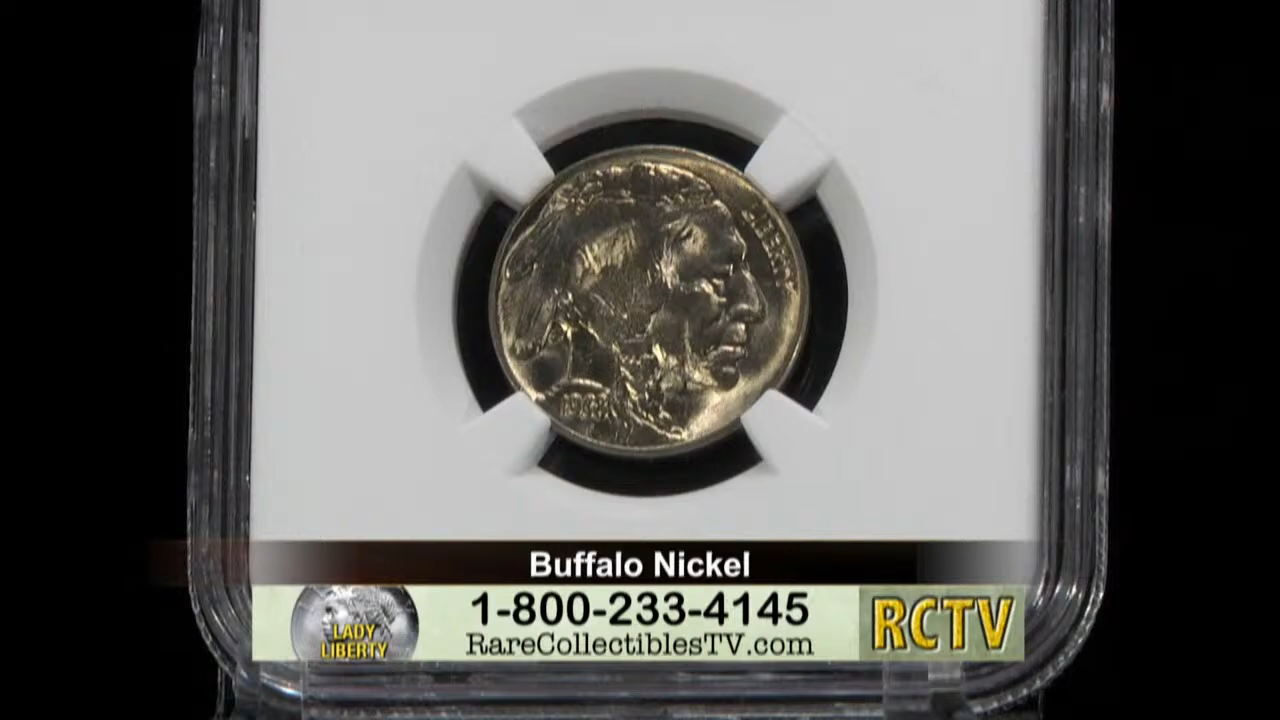 LIBERTY
Buffalo Nickel
LADY
LIBERTY
1-800-233-4145
RareCollectiblesTV.com
RCTV